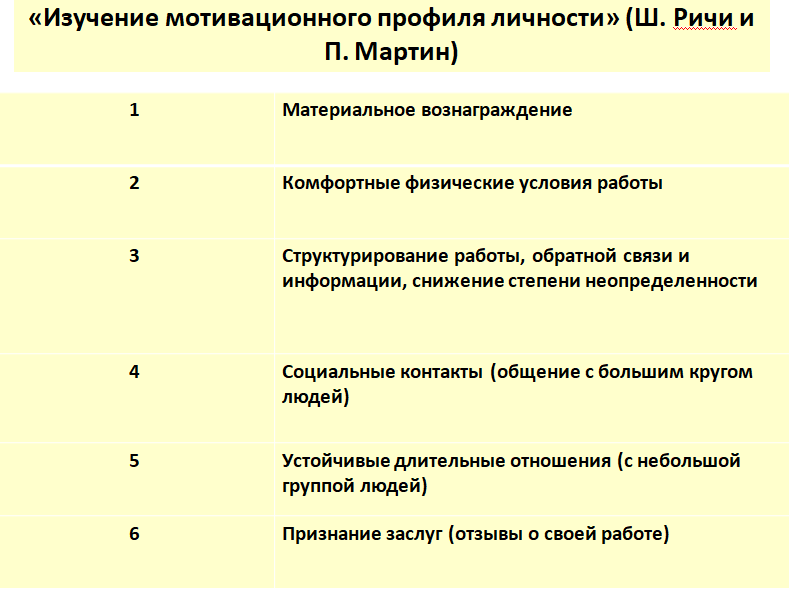 «Изучение мотивационного профиля личности» (Ш. Ричи и
П. Мартин)
1 Материальное вознаграждение
2 Комфортные физические условия работы
3 Структурирование работы, обратной связи и
информации, снижение степени неопределенности
4 Социальные контакты (общение с большим кругом
людей)
5 Устойчивые длительные отношения (с небольшой
группой людей)
6 Признание заслуг (отзывы о своей работе)